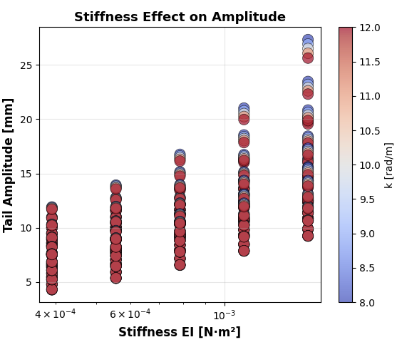 Stiffness Effect on Amplitude
Tail Amplitude [mm]
25
20
15
10
5
4 × 10⁻⁴
6 × 10⁻⁴
10⁻³
Stiffness EI [N·m²]
12.0
11.5
11.0
10.5
10.0
9.5
9.0
8.5
8.0
k [rad/m]